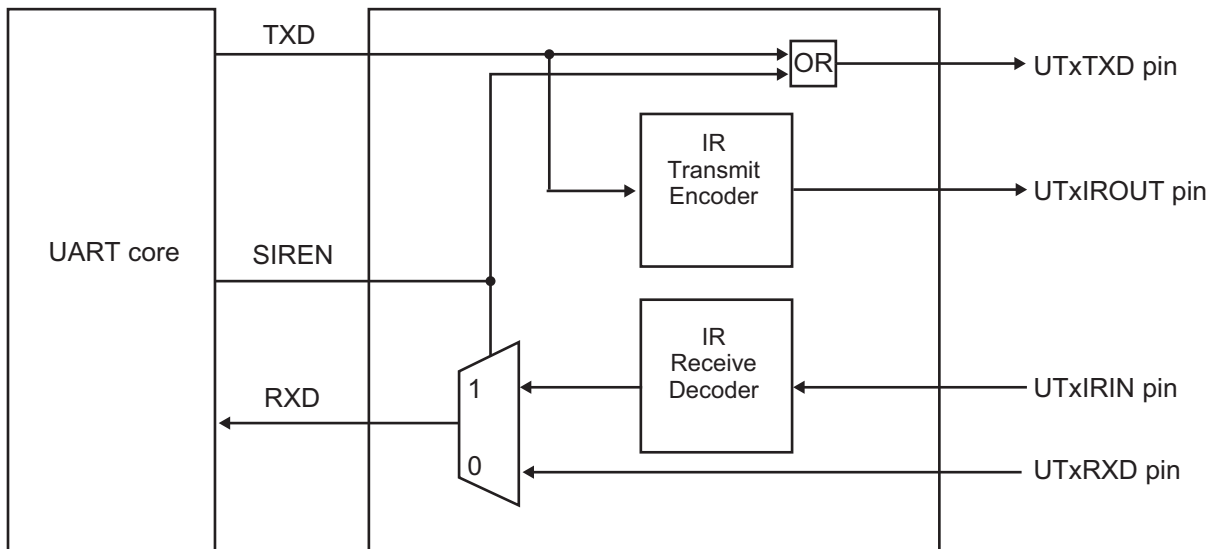 TXD
OR
UTxTXD pin
IR
Transmit
Encoder
UTxIROUT pin
UART core
SIREN
IR
Receive
Decoder
1
UTxIRIN pin
RXD
0
UTxRXD pin